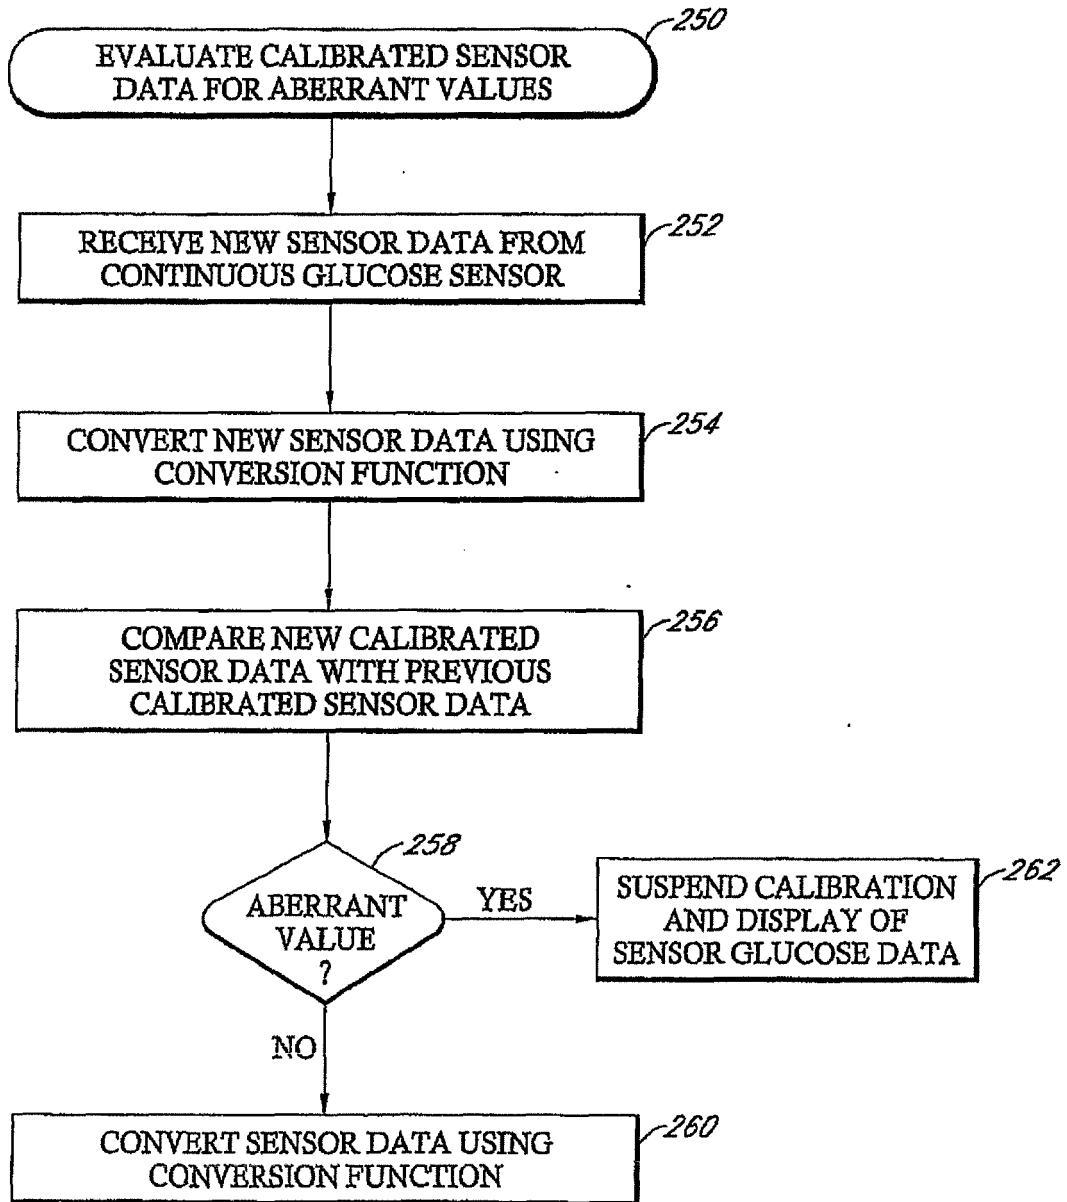 250
EVALUATE CALIBRATED SENSOR
DATA FOR ABERRANT VALUES
252
RECEIVE NEW SENSOR DATA FROM
CONTINUOUS GLUCOSE SENSOR
254
CONVERT NEW SENSOR DATA USING
CONVERSION FUNCTION
256
COMPARE NEW CALIBRATED
SENSOR DATA WITH PREVIOUS
CALIBRATED SENSOR DATA
258
ABERRANT
VALUE
?
YES
262
SUSPEND CALIBRATION
AND DISPLAY OF
SENSOR GLUCOSE DATA
NO
260
CONVERT SENSOR DATA USING
CONVERSION FUNCTION